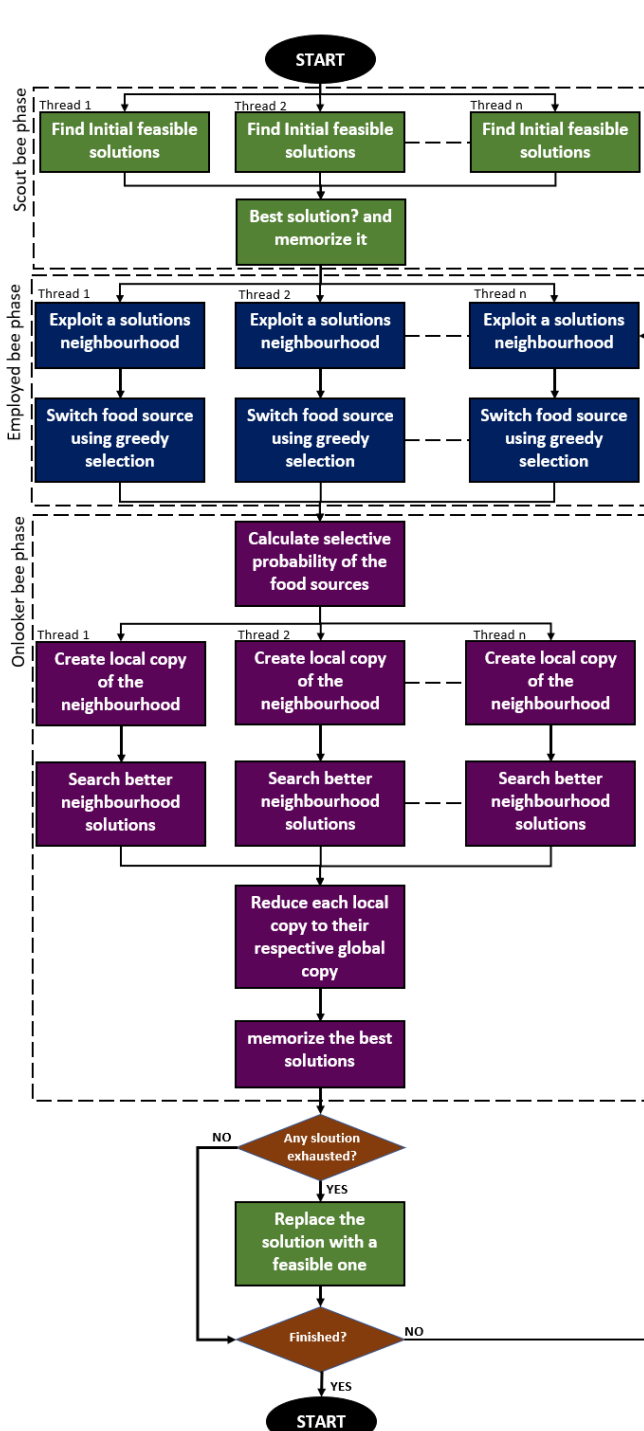 START
Scout bee phase
Thread 1
Thread 2
Thread n
Find Initial feasible
solutions
Find Initial feasible
solutions
Find Initial feasible
solutions
Best solution? and
memorize it
Employed bee phase
Thread 1
Thread 2
Thread n
Exploit a solutions
neighbourhood
Exploit a solutions
neighbourhood
Exploit a solutions
neighbourhood
Switch food source
using greedy
selection
Switch food source
using greedy
selection
Switch food source
using greedy
selection
Onlooker bee phase
Calculate selective
probability of the
food sources
Thread 1
Thread 2
Thread n
Create local copy
of the
neighbourhood
Create local copy
of the
neighbourhood
Create local copy
of the
neighbourhood
Search better
neighbourhood
solutions
Search better
neighbourhood
solutions
Search better
neighbourhood
solutions
Reduce each local
copy to their
respective global
copy
memorize the best
solutions
NO
Any sloution
exhausted?
YES
Replace the
solution with a
feasible one
Finished?
NO
YES
START